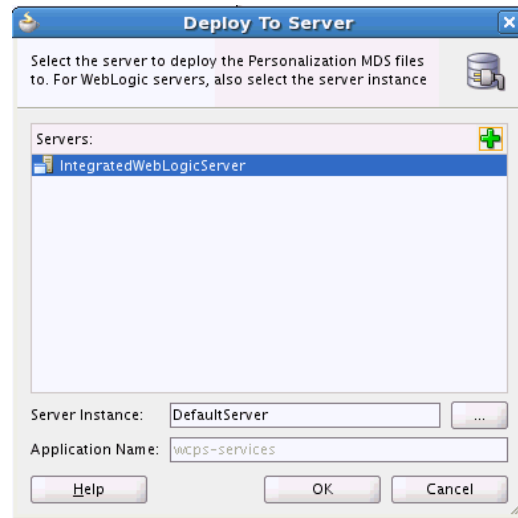 Deploy To Server
Select the server to deploy the Personalization MDS files
to. For WebLogic servers, also select the server instance
Servers:
IntegratedWebLogicServer
Server Instance:
DefaultServer
...
Application Name:
wcps-services
Help
OK
Cancel